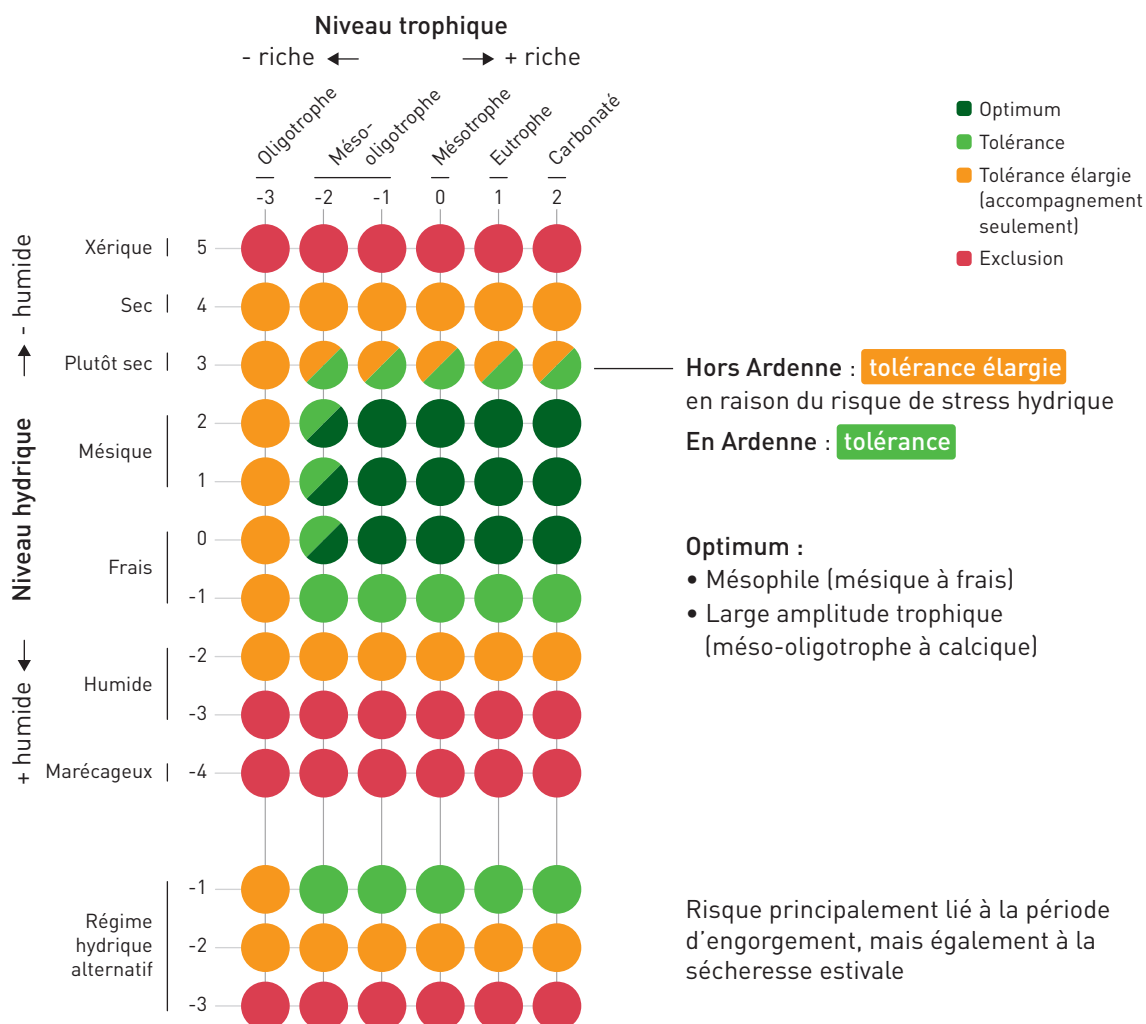 Niveau trophique
- riche ← → + riche
Oligotrophe
Méso-
oligotrophe
Mésotrophe
Eutrophe
Carbonaté
-3 -2 -1 0 1 2
Optimum
Tolérance
Tolérance élargie
(accompagnement
seulement)
Exclusion
Niveau hydrique
→ - humide
+ humide ←
Xérique | 5
Sec | 4
Plutôt sec | 3
Mésique
2
1
Frais
0
-1
Humide
-2
-3
Marécageux | -4
Régime
hydrique
alternatif
-1
-2
-3
Hors Ardenne : tolérance élargie
en raison du risque de stress hydrique
En Ardenne : tolérance
Optimum :
• Mésophile (mésique à frais)
• Large amplitude trophique
(méso-oligotrophe à calcique)
Risque principalement lié à la période
d'engorgement, mais également à la
sécheresse estivale